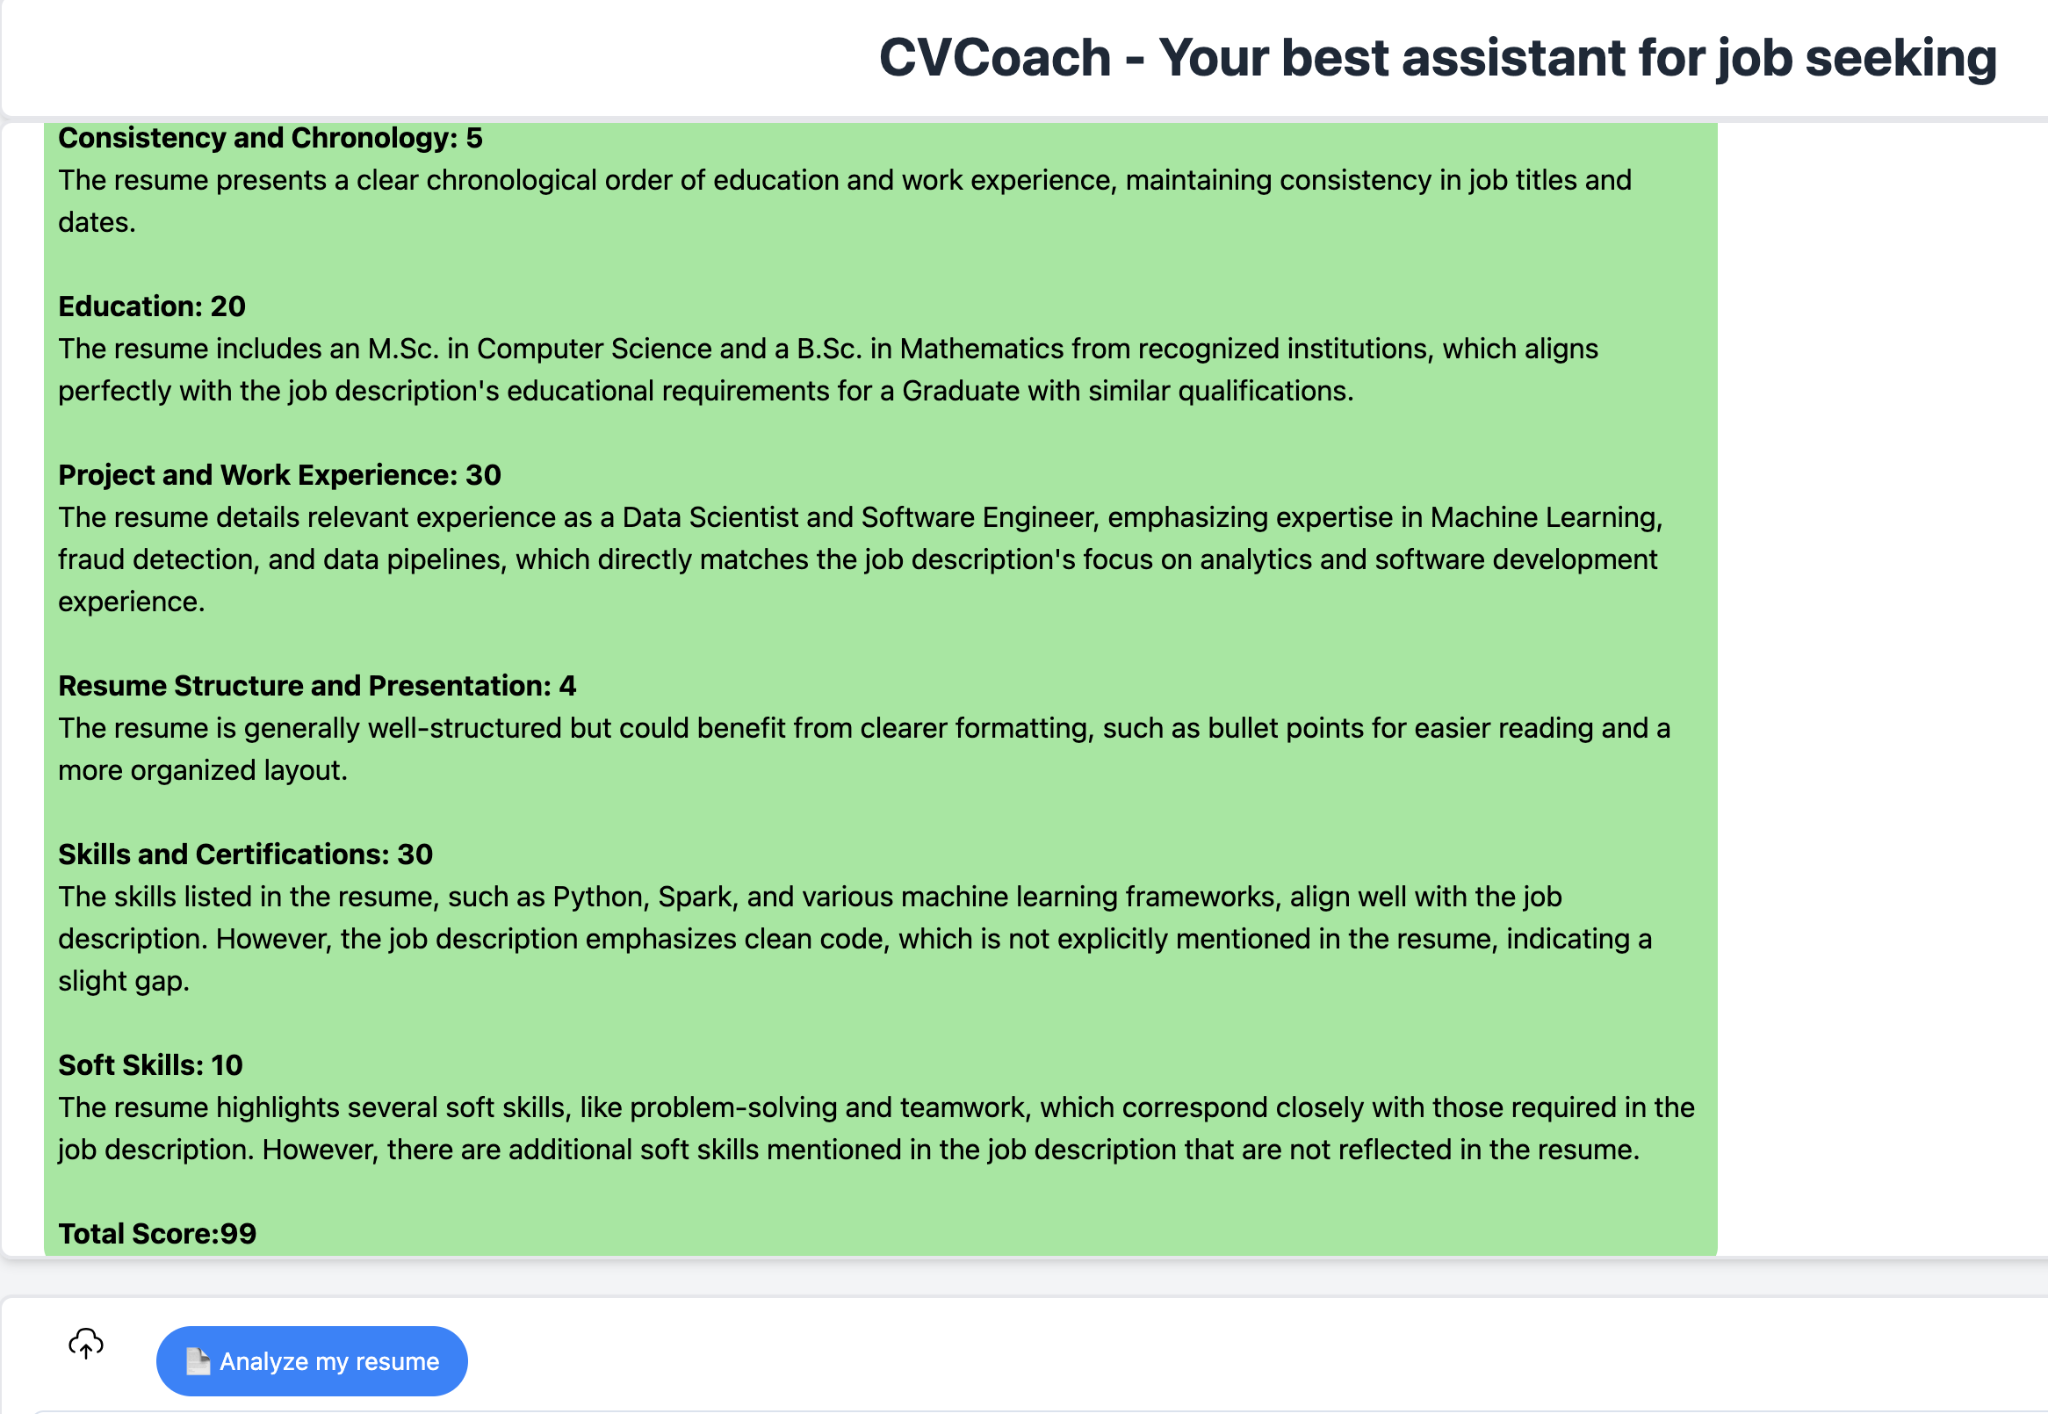 CVCoach - Your best assistant for job seeking
Consistency and Chronology: 5
The resume presents a clear chronological order of education and work experience, maintaining consistency in job titles and
dates.
Education: 20
The resume includes an M.Sc. in Computer Science and a B.Sc. in Mathematics from recognized institutions, which aligns
perfectly with the job description's educational requirements for a Graduate with similar qualifications.
Project and Work Experience: 30
The resume details relevant experience as a Data Scientist and Software Engineer, emphasizing expertise in Machine Learning,
fraud detection, and data pipelines, which directly matches the job description's focus on analytics and software development
experience.
Resume Structure and Presentation: 4
The resume is generally well-structured but could benefit from clearer formatting, such as bullet points for easier reading and a
more organized layout.
Skills and Certifications: 30
The skills listed in the resume, such as Python, Spark, and various machine learning frameworks, align well with the job
description. However, the job description emphasizes clean code, which is not explicitly mentioned in the resume, indicating a
slight gap.
Soft Skills: 10
The resume highlights several soft skills, like problem-solving and teamwork, which correspond closely with those required in the
job description. However, there are additional soft skills mentioned in the job description that are not reflected in the resume.
Total Score:99
Analyze my resume